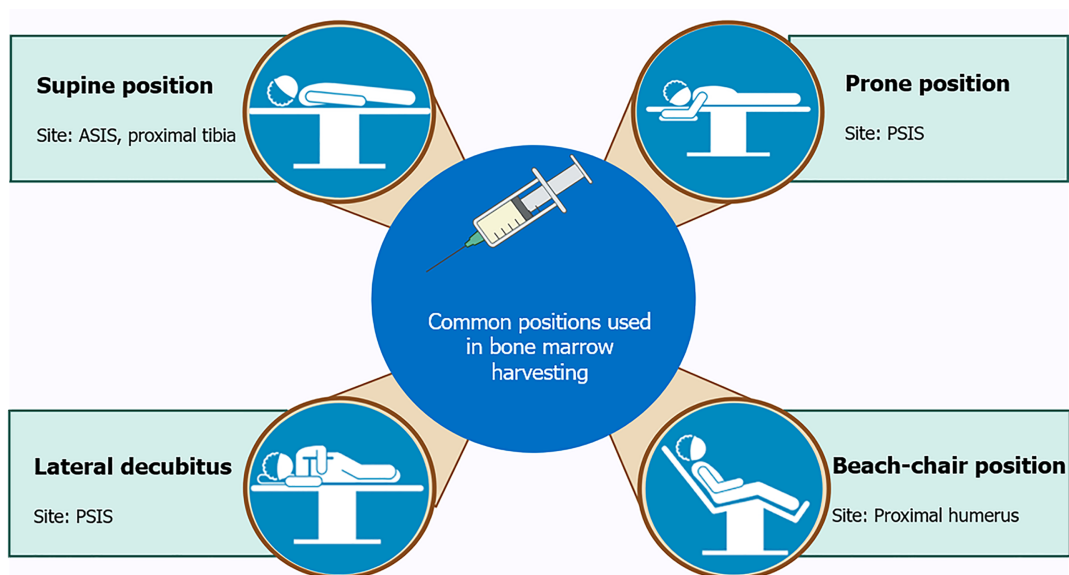 Supine position
Site: ASIS, proximal tibia
Prone position
Site: PSIS
Common positions used
in bone marrow
harvesting
Lateral decubitus
Site: PSIS
Beach-chair position
Site: Proximal humerus